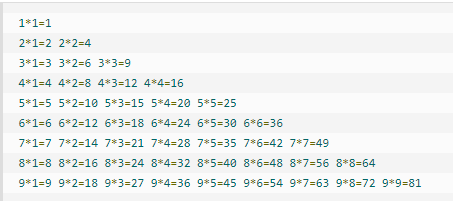 1*1=1
2*1=2 2*2=4
3*1=3 3*2=6 3*3=9
4*1=4 4*2=8 4*3=12 4*4=16
5*1=5 5*2=10 5*3=15 5*4=20 5*5=25
6*1=6 6*2=12 6*3=18 6*4=24 6*5=30 6*6=36
7*1=7 7*2=14 7*3=21 7*4=28 7*5=35 7*6=42 7*7=49
8*1=8 8*2=16 8*3=24 8*4=32 8*5=40 8*6=48 8*7=56 8*8=64
9*1=9 9*2=18 9*3=27 9*4=36 9*5=45 9*6=54 9*7=63 9*8=72 9*9=81